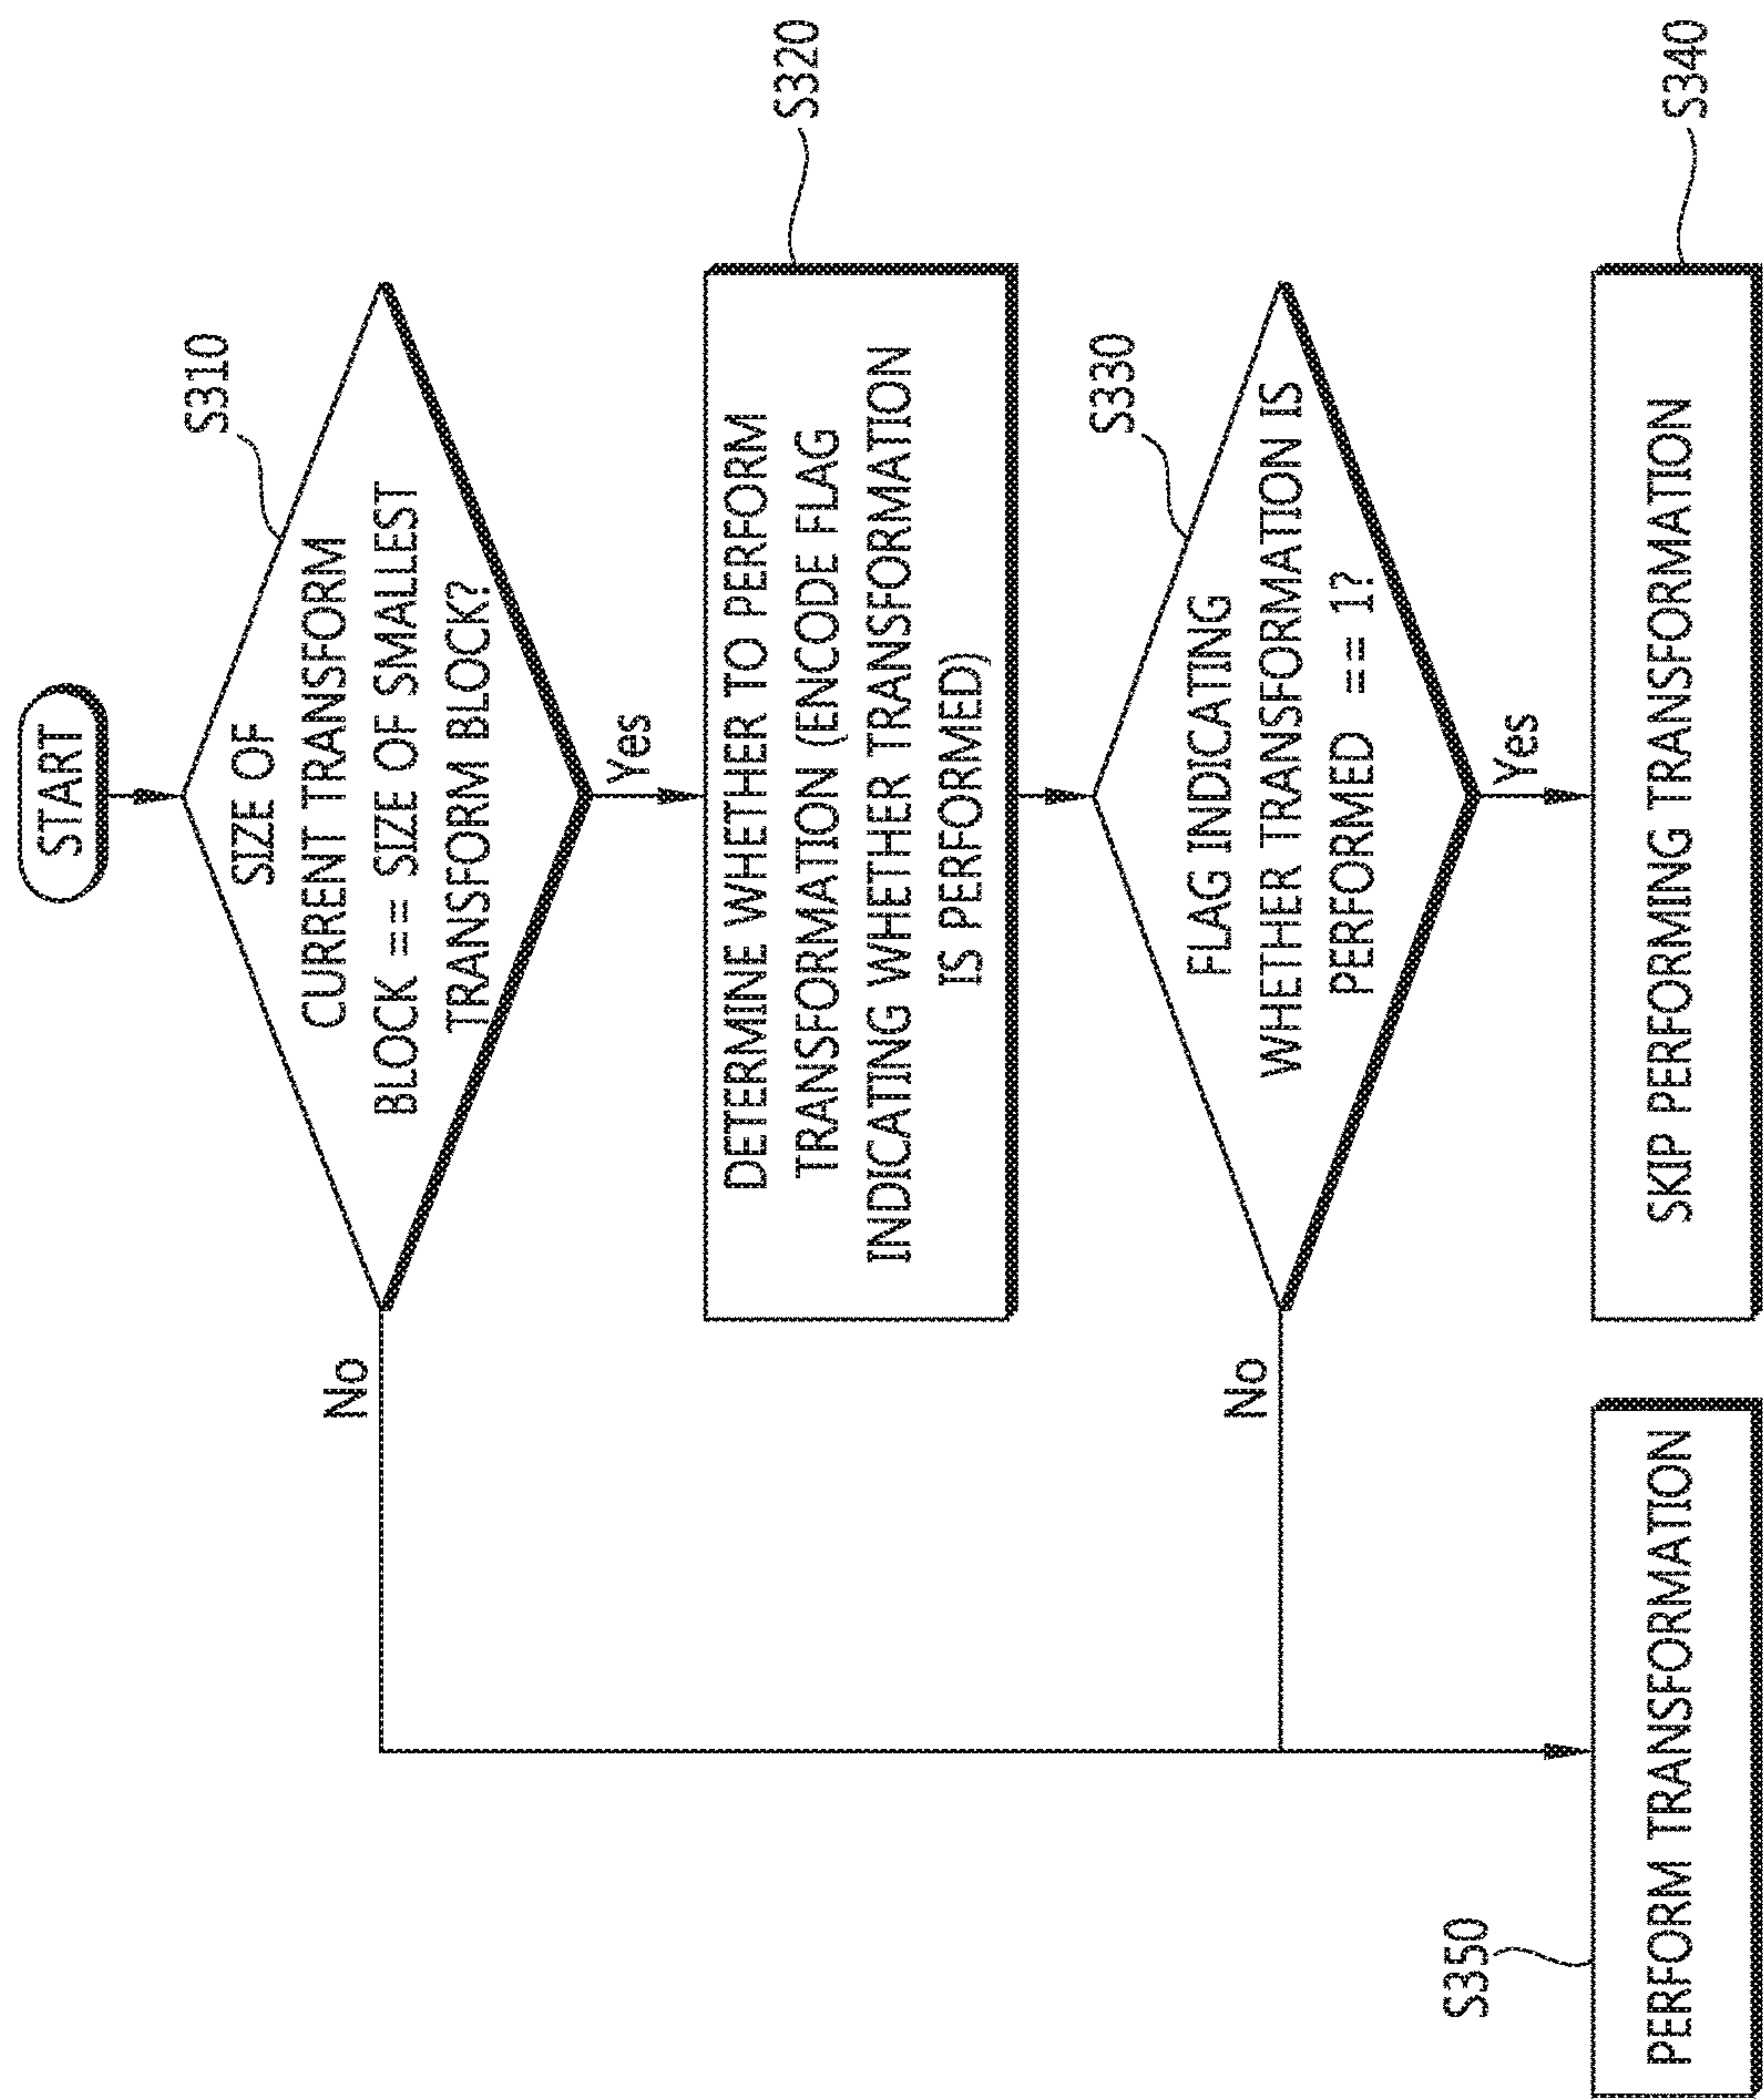 START
S310
SIZE OF
CURRENT TRANSFORM
BLOCK == SIZE OF SMALLEST
TRANSFORM BLOCK?
No
Yes
S320
DETERMINE WHETHER TO PERFORM
TRANSFORMATION (ENCODE FLAG
INDICATING WHETHER TRANSFORMATION
IS PERFORMED)
S330
FLAG INDICATING
WHETHER TRANSFORMATION IS
PERFORMED == 1?
No
Yes
S350
PERFORM TRANSFORMATION
S340
SKIP PERFORMING TRANSFORMATION